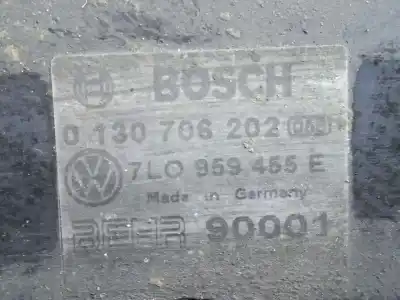 BOSCH
0 130 706 202
7L0 959 455 E
Made in Germany
BEHR 90001